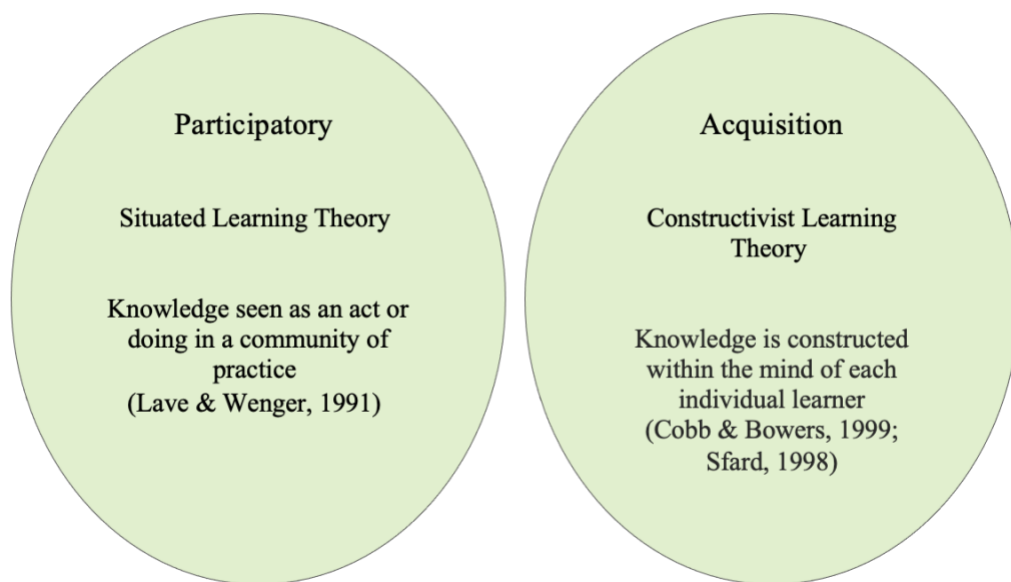 Participatory
Situated Learning Theory
Knowledge seen as an act or
doing in a community of
practice
(Lave & Wenger, 1991)
Acquisition
Constructivist Learning
Theory
Knowledge is constructed
within the mind of each
individual learner
(Cobb & Bowers, 1999;
Sfard, 1998)